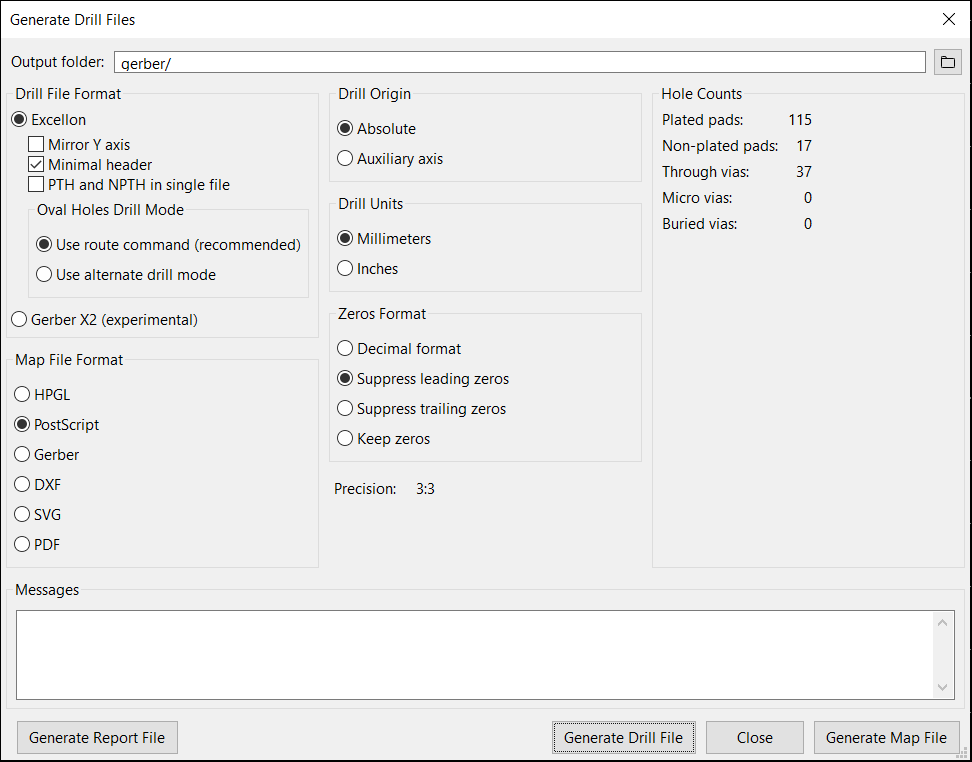 Generate Drill Files
Output folder: gerber/
Drill File Format
Excellon
Mirror Y axis
Minimal header
PTH and NPTH in single file
Oval Holes Drill Mode
Use route command (recommended)
Use alternate drill mode
Gerber X2 (experimental)
Map File Format
HPGL
PostScript
Gerber
DXF
SVG
PDF
Drill Origin
Absolute
Auxiliary axis
Drill Units
Millimeters
Inches
Zeros Format
Decimal format
Suppress leading zeros
Suppress trailing zeros
Keep zeros
Precision: 3:3
Hole Counts
Plated pads: 115
Non-plated pads: 17
Through vias: 37
Micro vias: 0
Buried vias: 0
Messages
Generate Report File
Generate Drill File
Close
Generate Map File